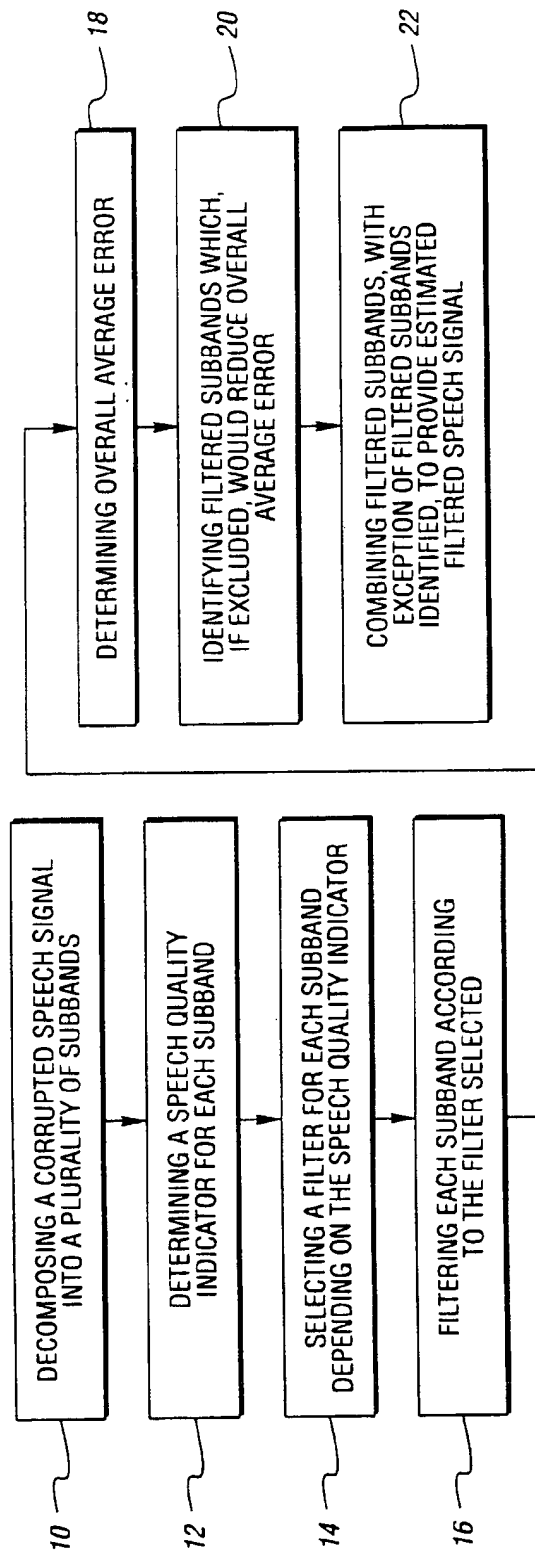 10
DECOMPOSING A CORRUPTED SPEECH SIGNAL
INTO A PLURALITY OF SUBBANDS
12
DETERMINING A SPEECH QUALITY
INDICATOR FOR EACH SUBBAND
14
SELECTING A FILTER FOR EACH SUBBAND
DEPENDING ON THE SPEECH QUALITY INDICATOR
16
FILTERING EACH SUBBAND ACCORDING
TO THE FILTER SELECTED
DETERMINING OVERALL AVERAGE ERROR
18
IDENTIFYING FILTERED SUBBANDS WHICH,
IF EXCLUDED, WOULD REDUCE OVERALL
AVERAGE ERROR
20
COMBINING FILTERED SUBBANDS, WITH
EXCEPTION OF FILTERED SUBBANDS
IDENTIFIED, TO PROVIDE ESTIMATED
FILTERED SPEECH SIGNAL
22